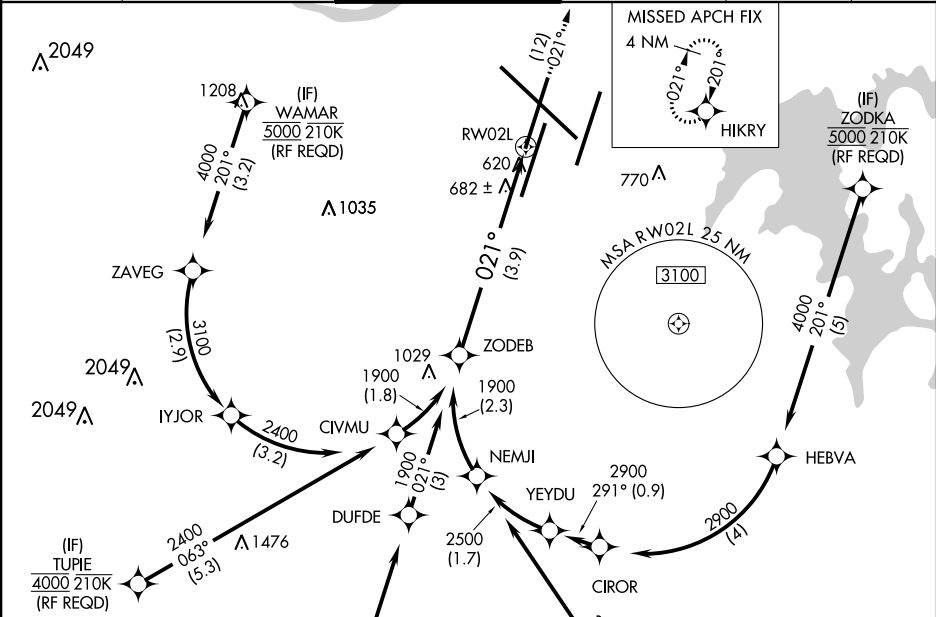 2049
1208
(IF)
WAMAR
5000 210K
(RF REQD)
4000
201°
(3.2)
1035
ZAVEG
3100
(2.9)
2049
2049
IYJOR
2400
(3.2)
CIVMU
2400
063°
(5.3)
1476
(IF)
TUPIE
4000 210K
(RF REQD)
(12)
021°
RW02L
620
682 ±
021°
(3.9)
ZODEB
1029
1900
(1.8)
1900
(2.3)
1900
021°
(3)
DUFDE
NEMJI
2500
(1.7)
YEYDU
2900
291° (0.9)
CIROR
MISSED APCH FIX
4 NM
021°
201°
HIKRY
770
MSA RW02L 25 NM
3100
(IF)
ZODKA
5000 210K
(RF REQD)
4000
201°
(5)
HEBVA
2900
(4)